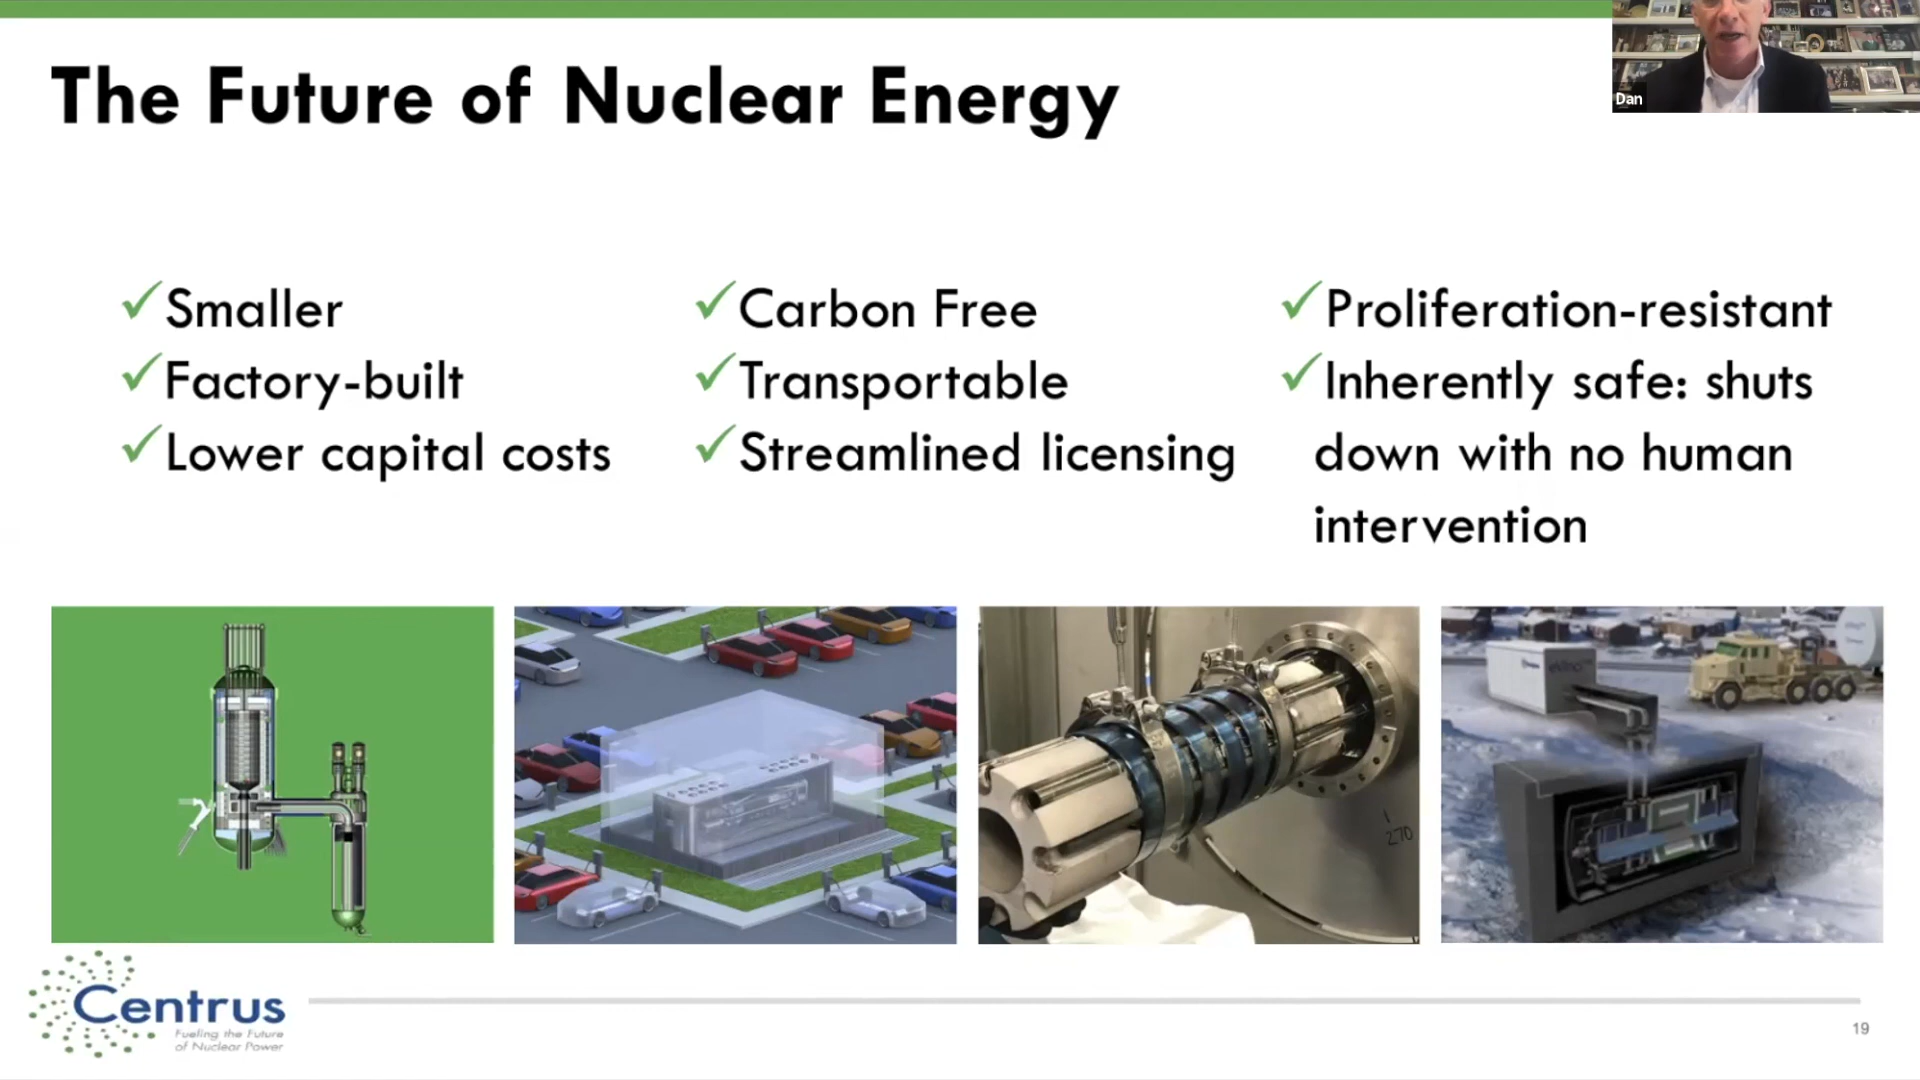 Dan
The Future of Nuclear Energy
✓Smaller
✓Factory-built
✓Lower capital costs
✓Carbon Free
✓Transportable
✓Streamlined licensing
✓Proliferation-resistant
✓Inherently safe: shuts
down with no human
intervention
270
Centrus
Fueling the Future
of Nuclear Power
19